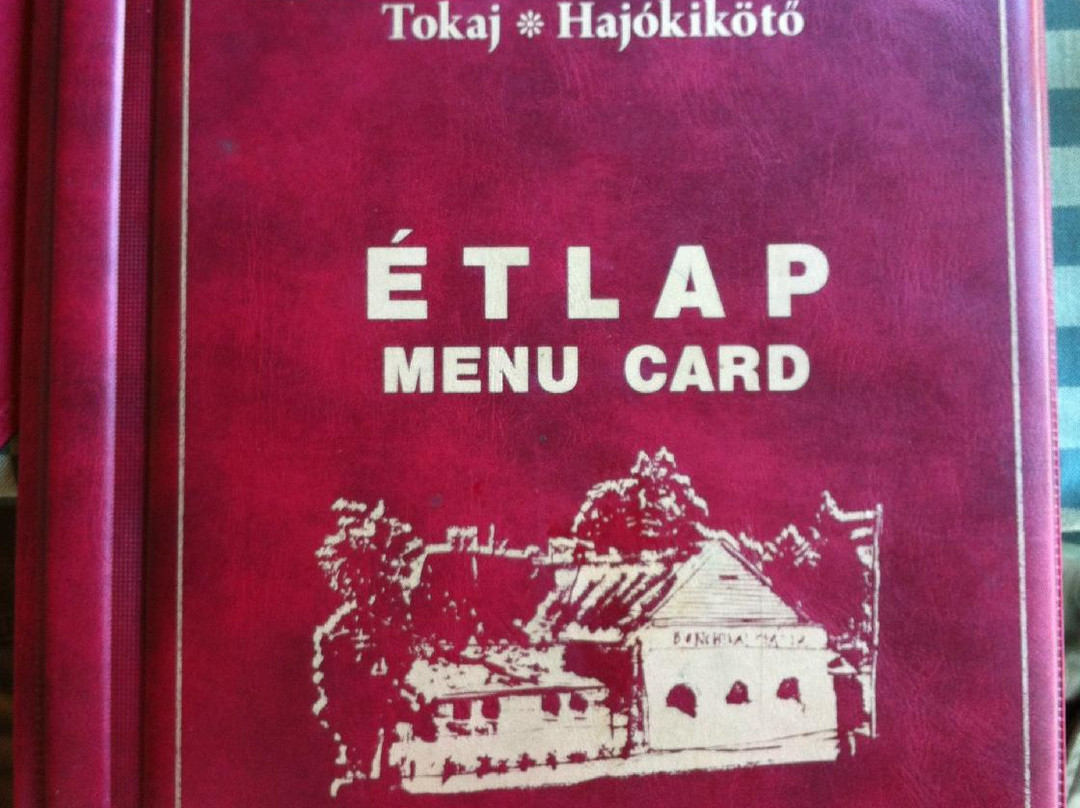 Tokaj ❊ Hajókikötő
ÉTLAP
MENU CARD